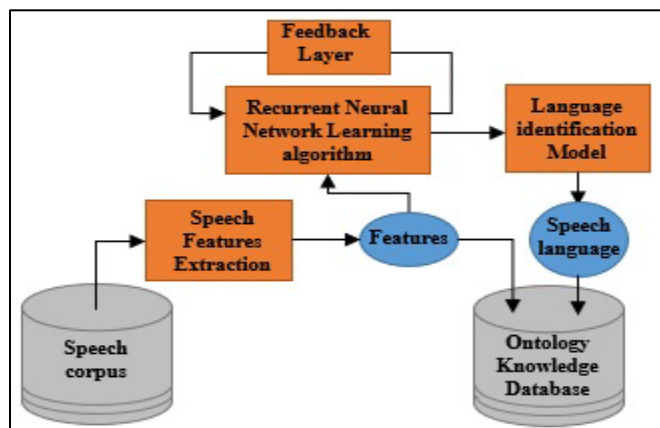 Feedback
Layer
Recurrent Neural
Network Learning
algorithm
Language
identification
Model
Speech
Features
Extraction
Features
Speech
language
Speech
corpus
Ontology
Knowledge
Database